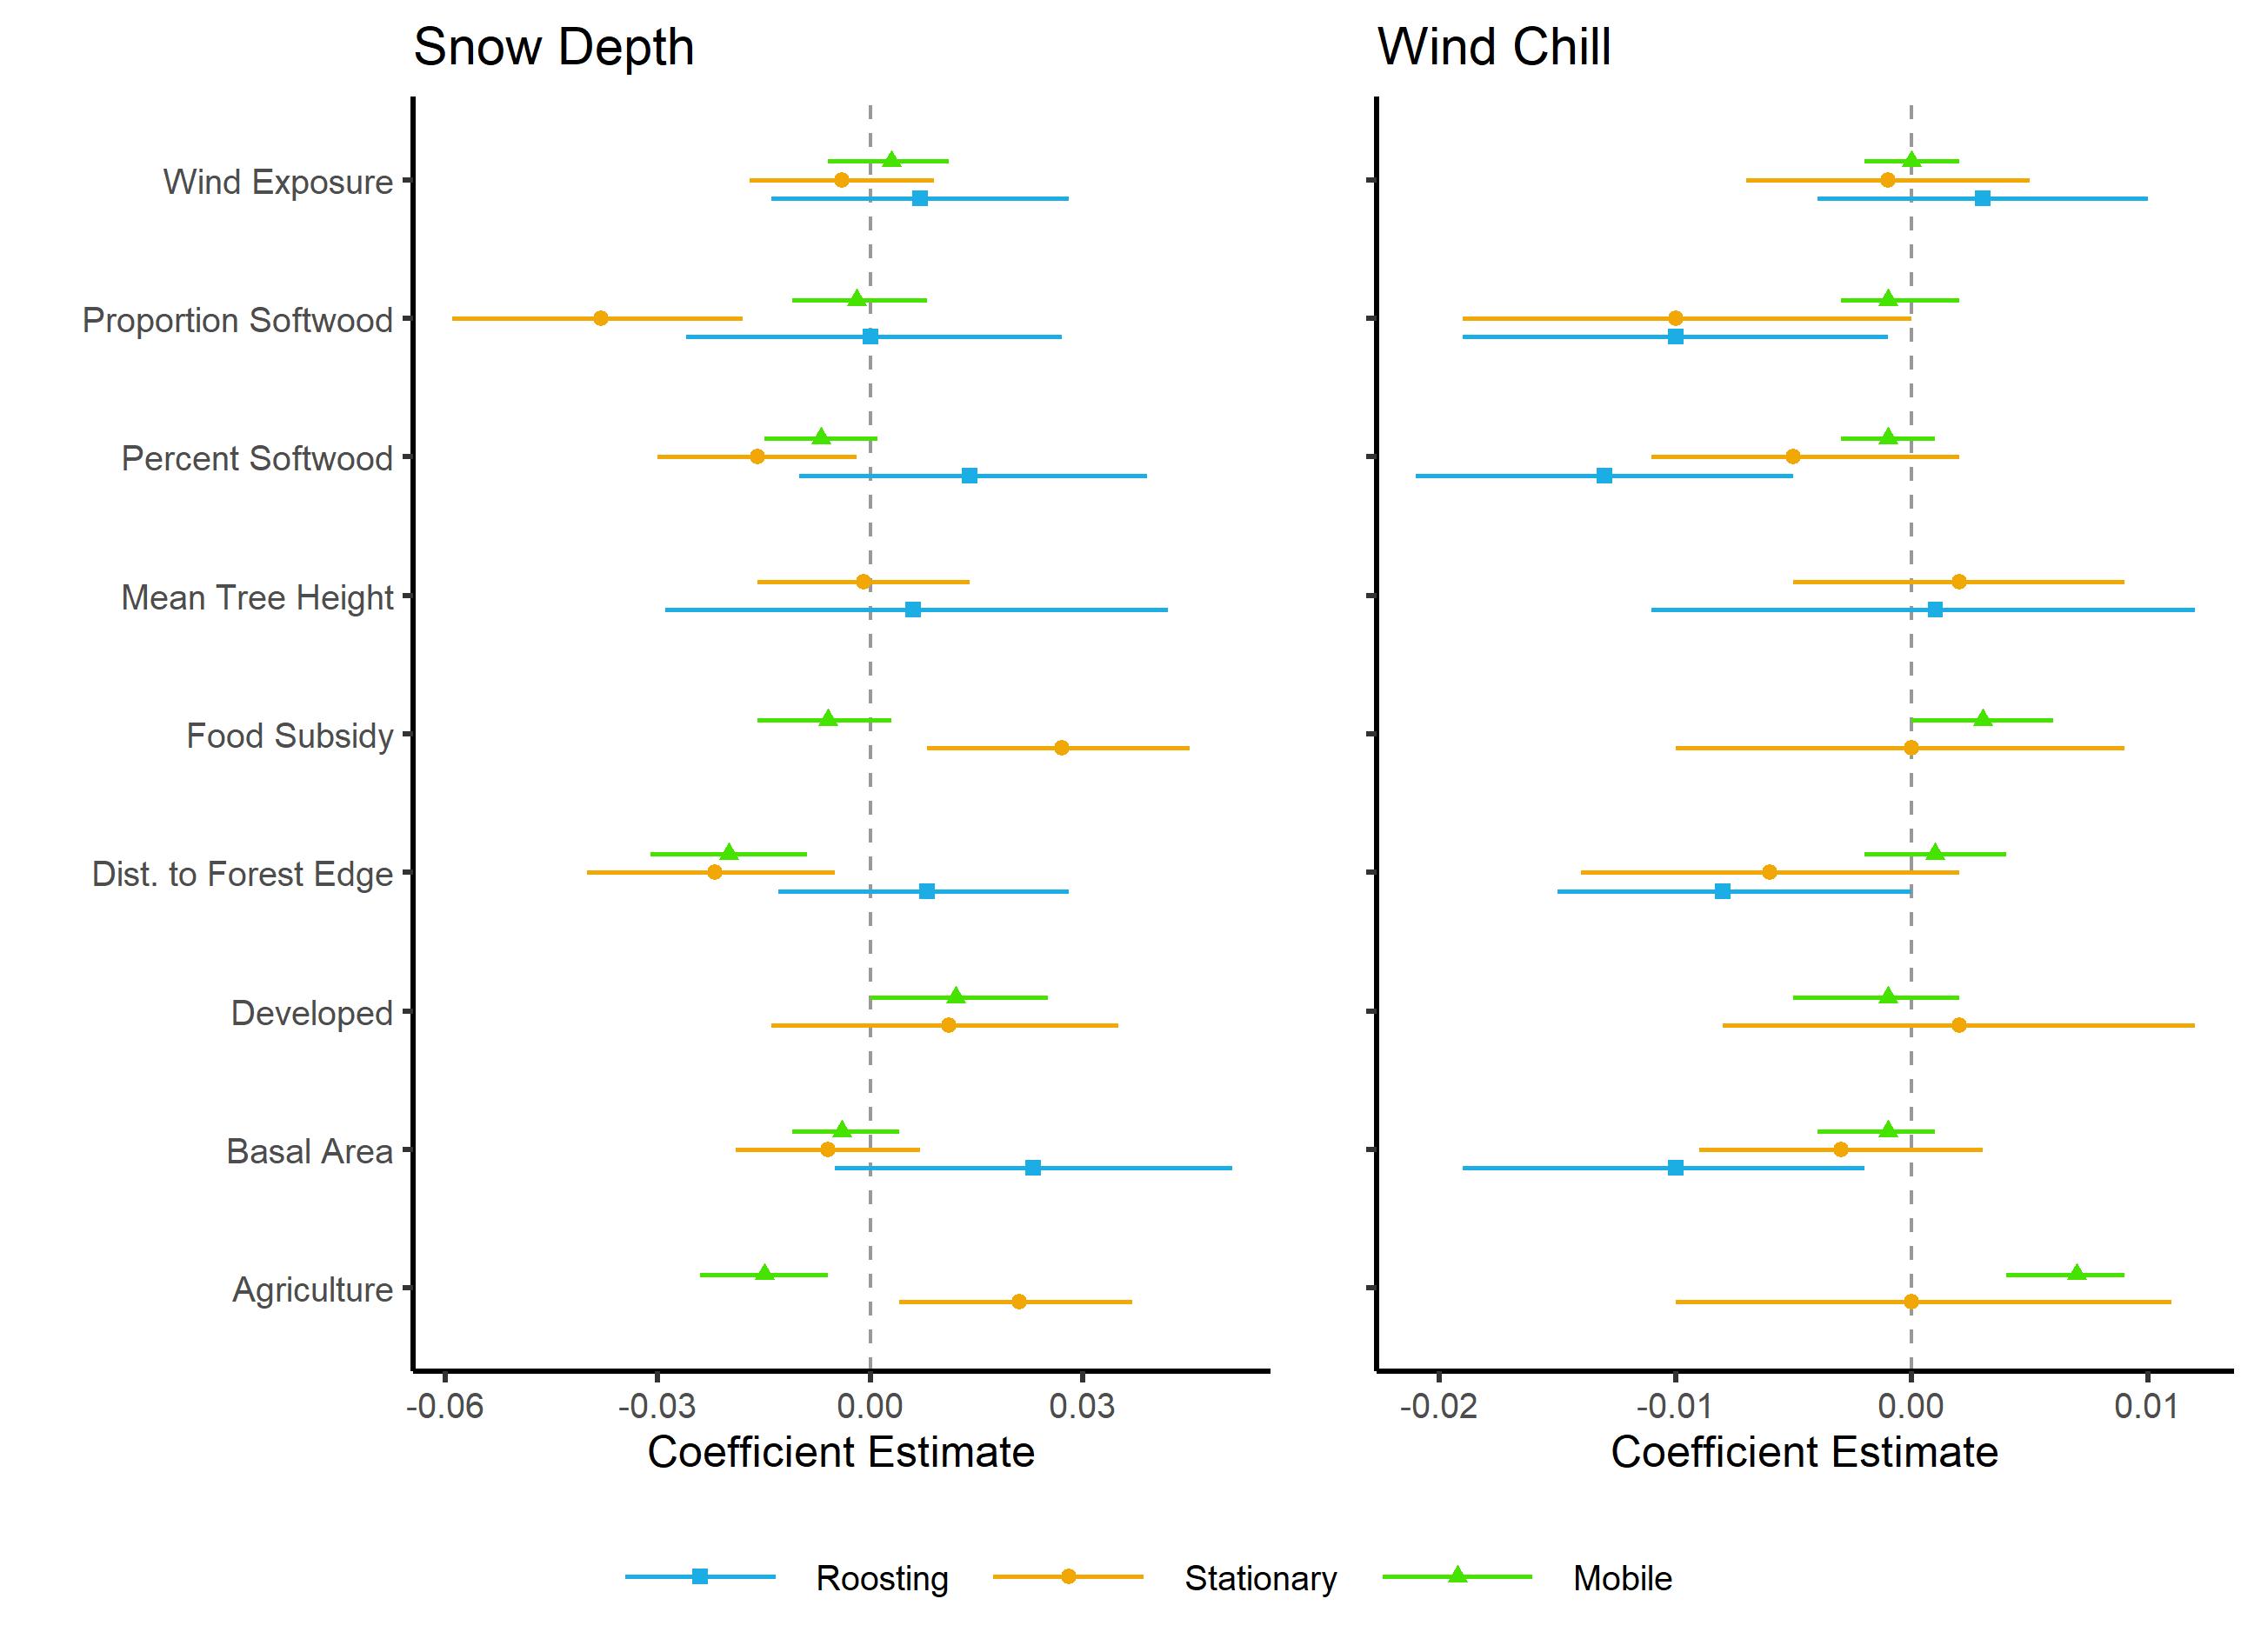 Snow Depth
Wind Chill
Wind Exposure
Proportion Softwood
Percent Softwood
Mean Tree Height
Food Subsidy
Dist. to Forest Edge
Developed
Basal Area
Agriculture
-0.06 -0.03 0.00 0.03
-0.02 -0.01 0.00 0.01
Coefficient Estimate
Coefficient Estimate
Roosting Stationary Mobile